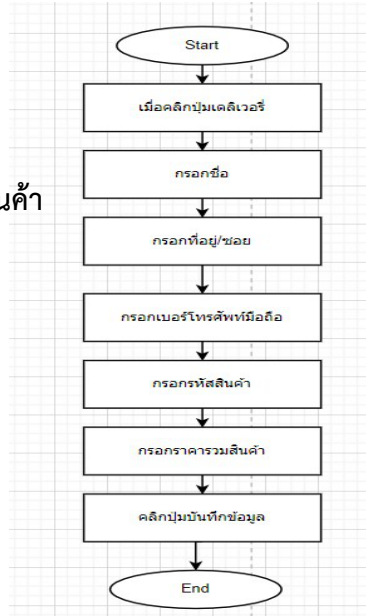 Start
เมื่อคลิกปุ่มเดลิเวอรี่
กรอกชื่อ
นค้า
กรอกที่อยู่/ซอย
กรอกเบอร์โทรศัพท์มือถือ
กรอกรหัสสินค้า
กรอกราคารวมสินค้า
คลิกปุ่มบันทึกข้อมูล
End